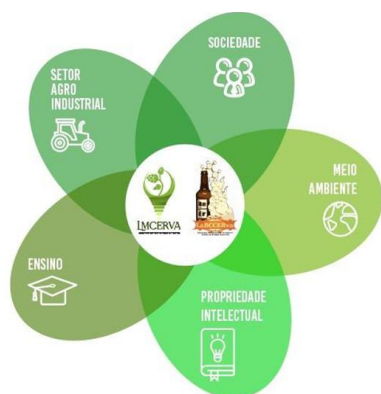 SOCIEDADE
SETOR
AGRO
INDUSTRIAL
MEIO
AMBIENTE
LMCERVA
ENSINO
PROPRIEDADE
INTELECTUAL